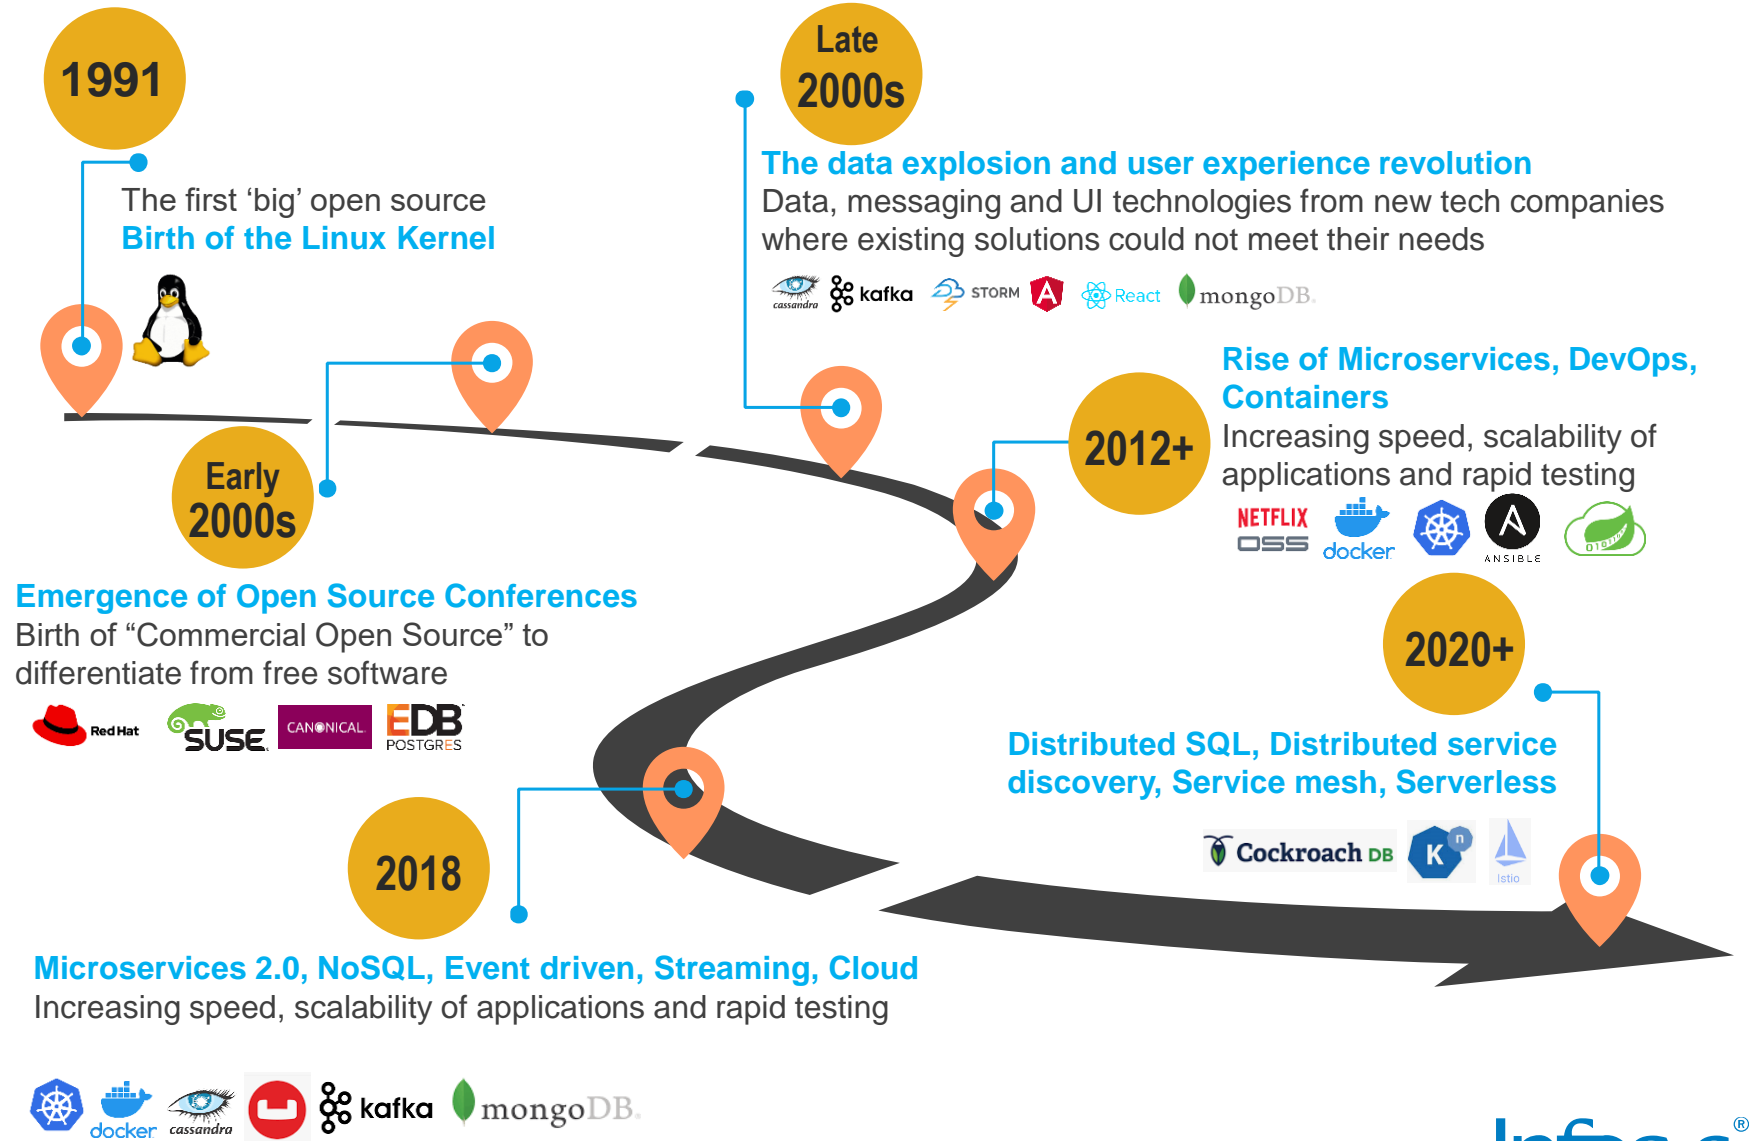 1991
The first ‘big’ open source
Birth of the Linux Kernel
Early
2000s
Emergence of Open Source Conferences
Birth of “Commercial Open Source” to
differentiate from free software
Red Hat
SUSE
CANONICAL
EDB
POSTGRES
Late
2000s
The data explosion and user experience revolution
Data, messaging and UI technologies from new tech companies
where existing solutions could not meet their needs
cassandra
kafka
STORM
A
React
mongoDB.
2012+
Rise of Microservices, DevOps,
Containers
Increasing speed, scalability of
applications and rapid testing
NETFLIX
OSS
docker
A
ANSIBLE
2018
Microservices 2.0, NoSQL, Event driven, Streaming, Cloud
Increasing speed, scalability of applications and rapid testing
docker
cassandra
kafka
mongoDB.
2020+
Distributed SQL, Distributed service
discovery, Service mesh, Serverless
Cockroach DB
K n
Istio